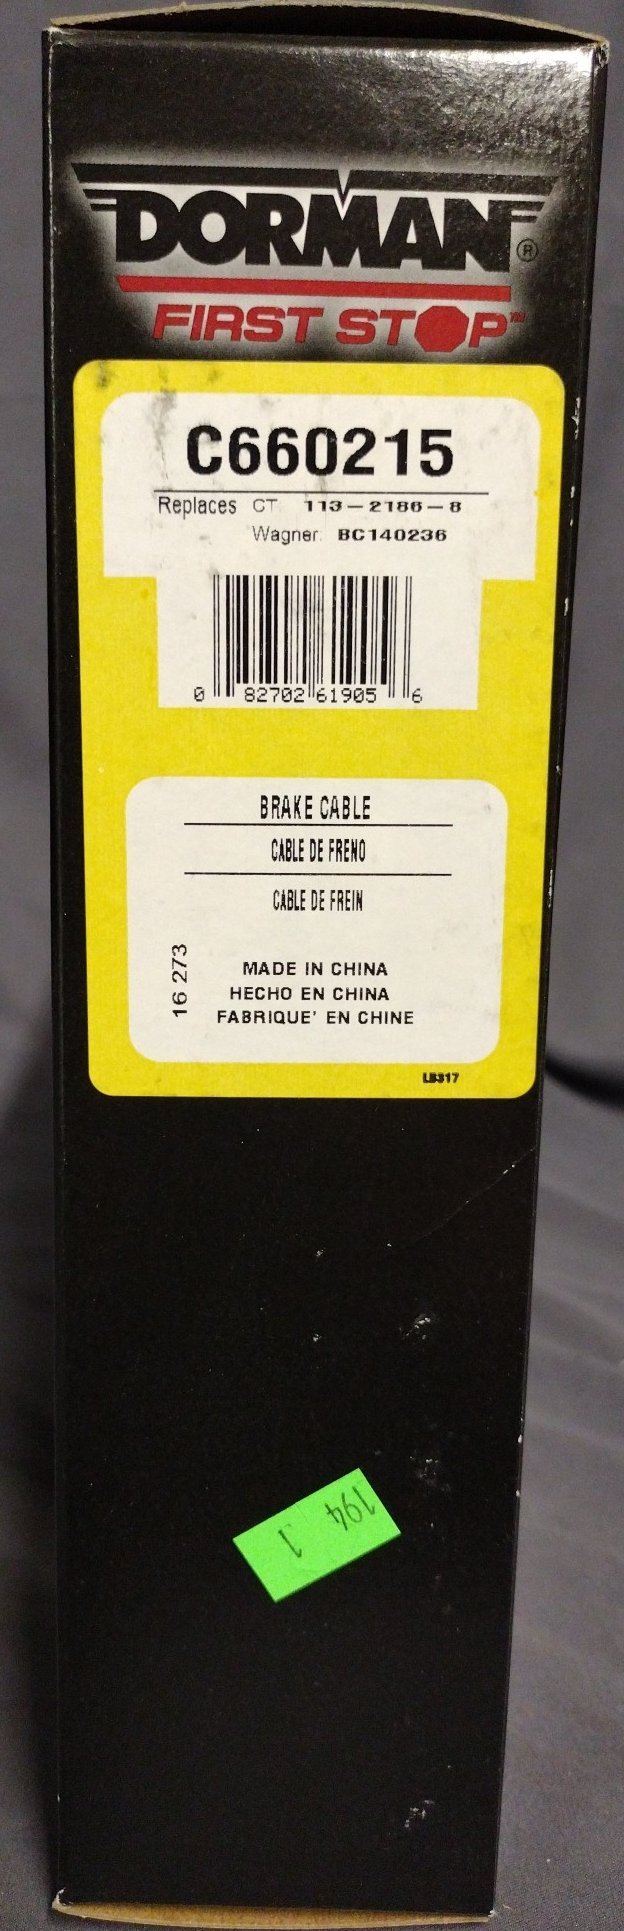 DORMAN®
FIRST STOP™
C660215
Replaces CT 113-2186-8
Wagner: BC140236
0 82702 61905 6
BRAKE CABLE
CABLE DE FRENO
CABLE DE FREIN
16 273
MADE IN CHINA
HECHO EN CHINA
FABRIQUE' EN CHINE
LB317
194 1